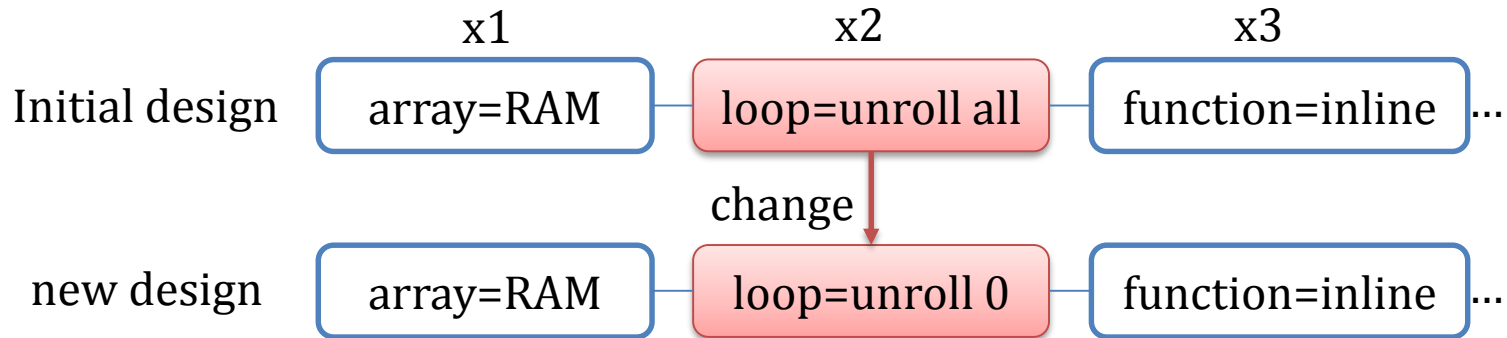 x1 x2 x3
Initial design array=RAM loop=unroll all function=inline ...
change
new design array=RAM loop=unroll 0 function=inline ...